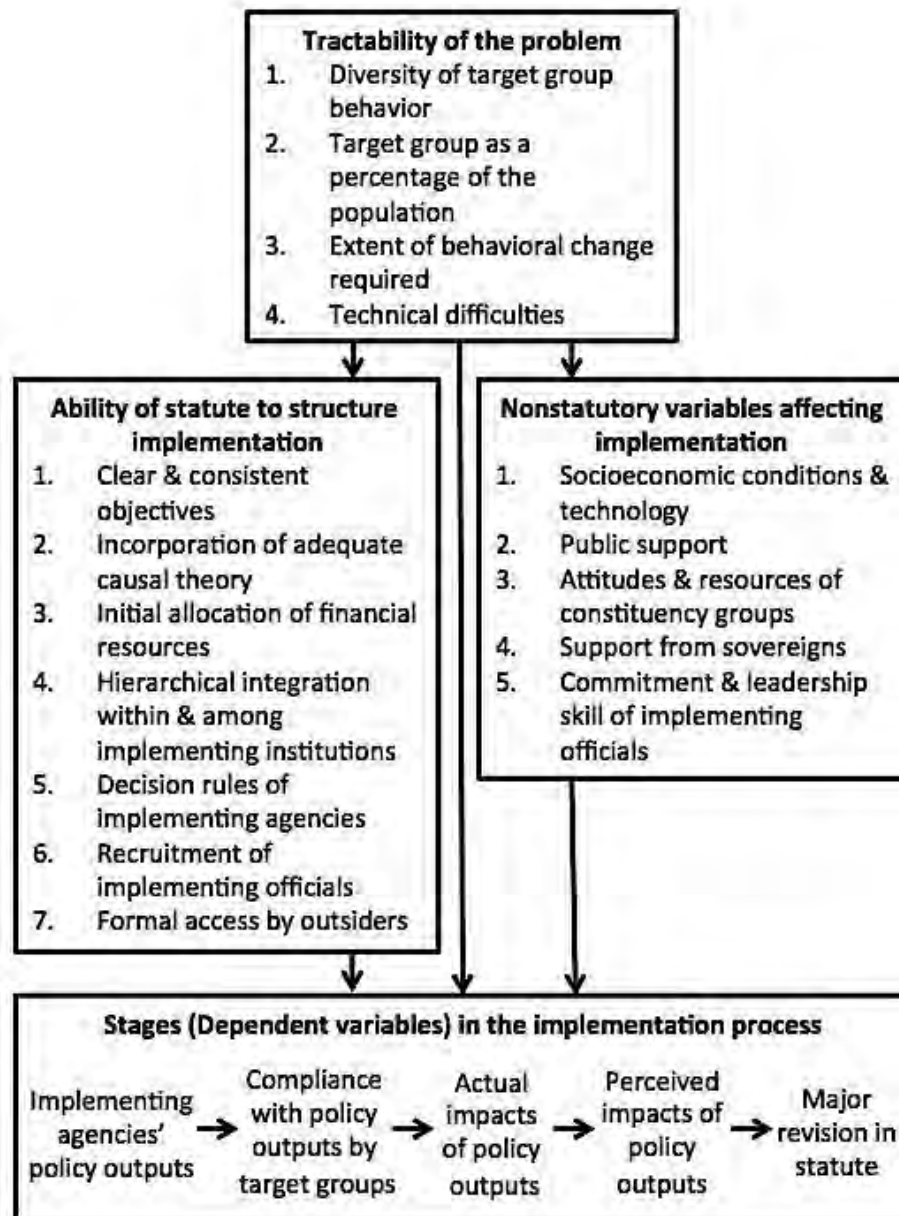 Tractability of the problem
1. Diversity of target group
behavior
2. Target group as a
percentage of the
population
3. Extent of behavioral change
required
4. Technical difficulties
Ability of statute to structure
implementation
1. Clear & consistent
objectives
2. Incorporation of adequate
causal theory
3. Initial allocation of financial
resources
4. Hierarchical integration
within & among
implementing institutions
5. Decision rules of
implementing agencies
6. Recruitment of
implementing officials
7. Formal access by outsiders
Nonstatutory variables affecting
implementation
1. Socioeconomic conditions &
technology
2. Public support
3. Attitudes & resources of
constituency groups
4. Support from sovereigns
5. Commitment & leadership
skill of implementing
officials
Stages (Dependent variables) in the implementation process
Implementing
agencies'
policy outputs
Compliance
with policy
outputs by
target groups
Actual
impacts
of policy
outputs
Perceived
impacts of
policy
outputs
Major
revision in
statute